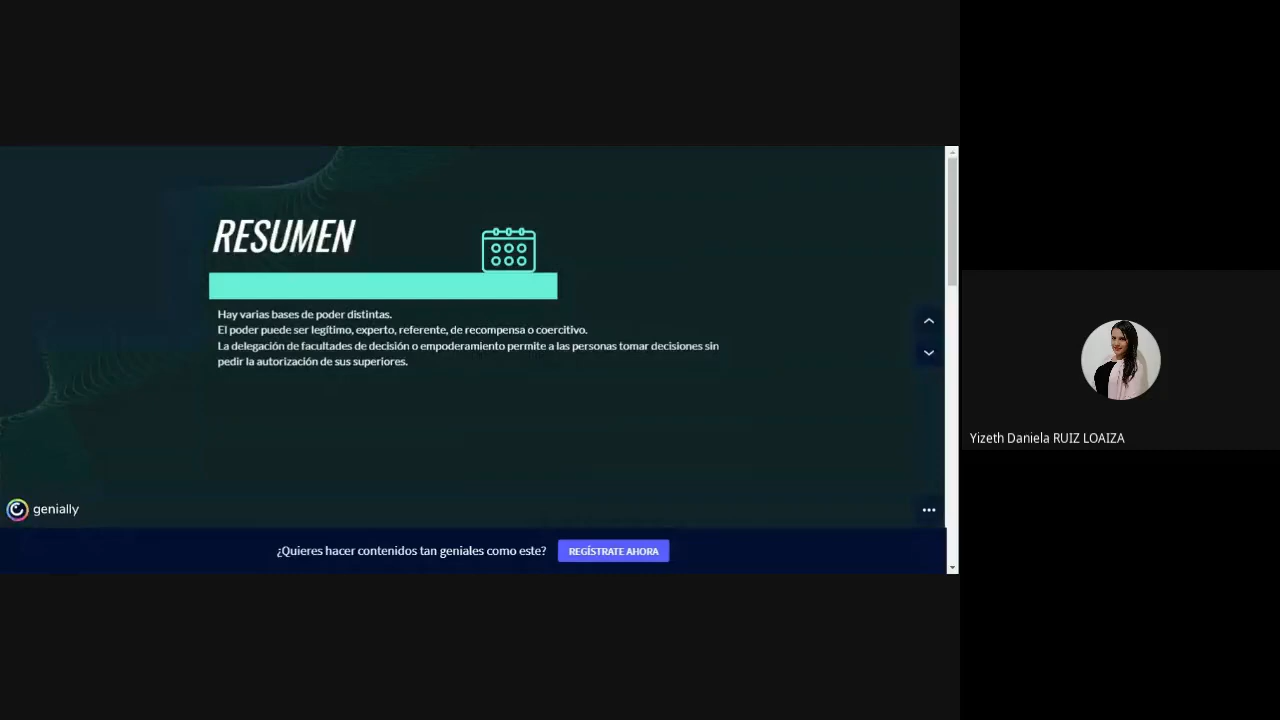 RESUMEN
Hay varias bases de poder distintas.
El poder puede ser legítimo, experto, referente, de recompensa o coercitivo.
La delegación de facultades de decisión o empoderamiento permite a las personas tomar decisiones sin
pedir la autorización de sus superiores.
genially
¿Quieres hacer contenidos tan geniales como este?
REGÍSTRATE AHORA
Yizeth Daniela RUIZ LOAIZA